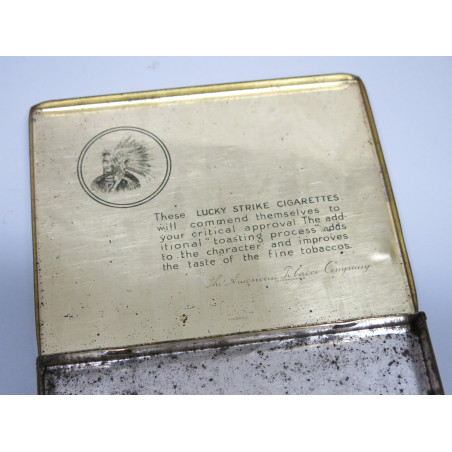 These LUCKY STRIKE CIGARETTES
will commend themselves to
your critical approval The add-
itional "toasting process" adds
to the character and improves
the taste of the fine tobaccos.
The American Tobacco Company